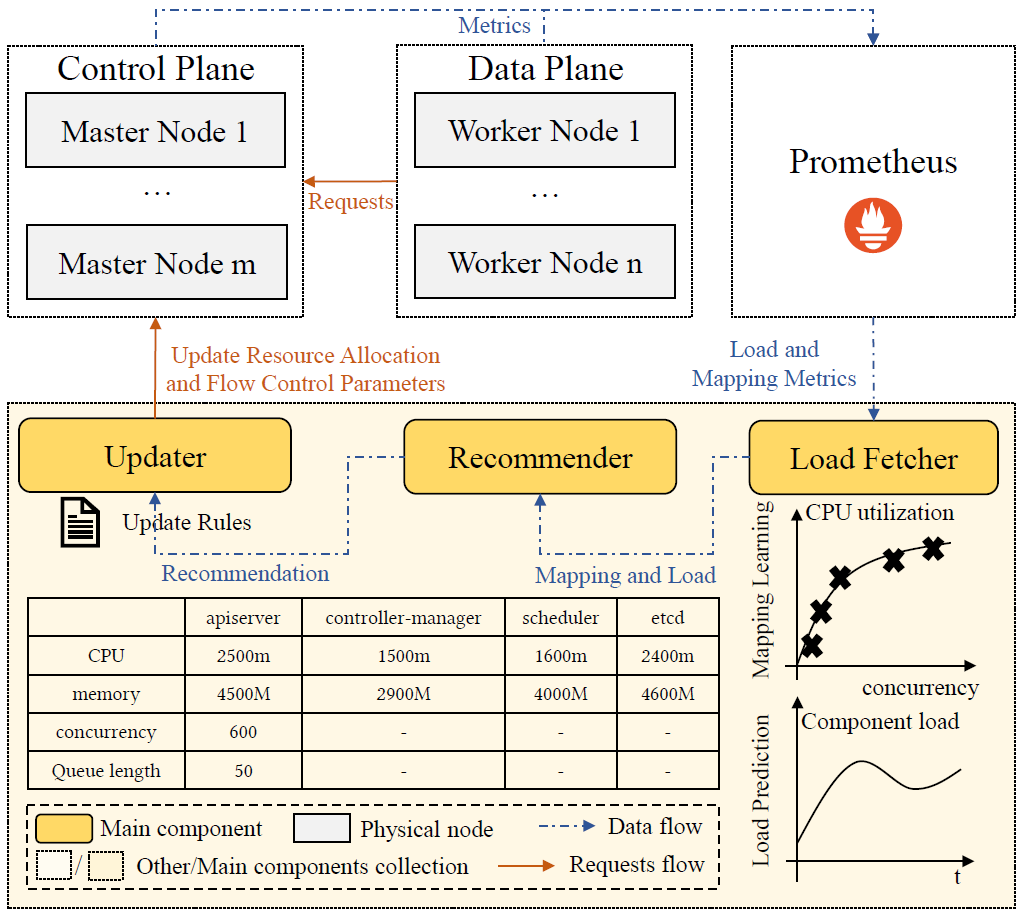 Metrics
Control Plane
Master Node 1
...
Master Node m
Requests
Data Plane
Worker Node 1
...
Worker Node n
Prometheus
Update Resource Allocation
and Flow Control Parameters
Load and
Mapping Metrics
Updater
Recommender
Load Fetcher
Update Rules
Recommendation
Mapping and Load
Mapping Learning
CPU utilization
concurrency
apiserver controller-manager scheduler etcd
CPU 2500m 1500m 1600m 2400m
memory 4500M 2900M 4000M 4600M
concurrency 600 - - -
Queue length 50 - - -
Load Prediction
Component load
t
Main component Physical node Data flow
/ Other/Main components collection Requests flow